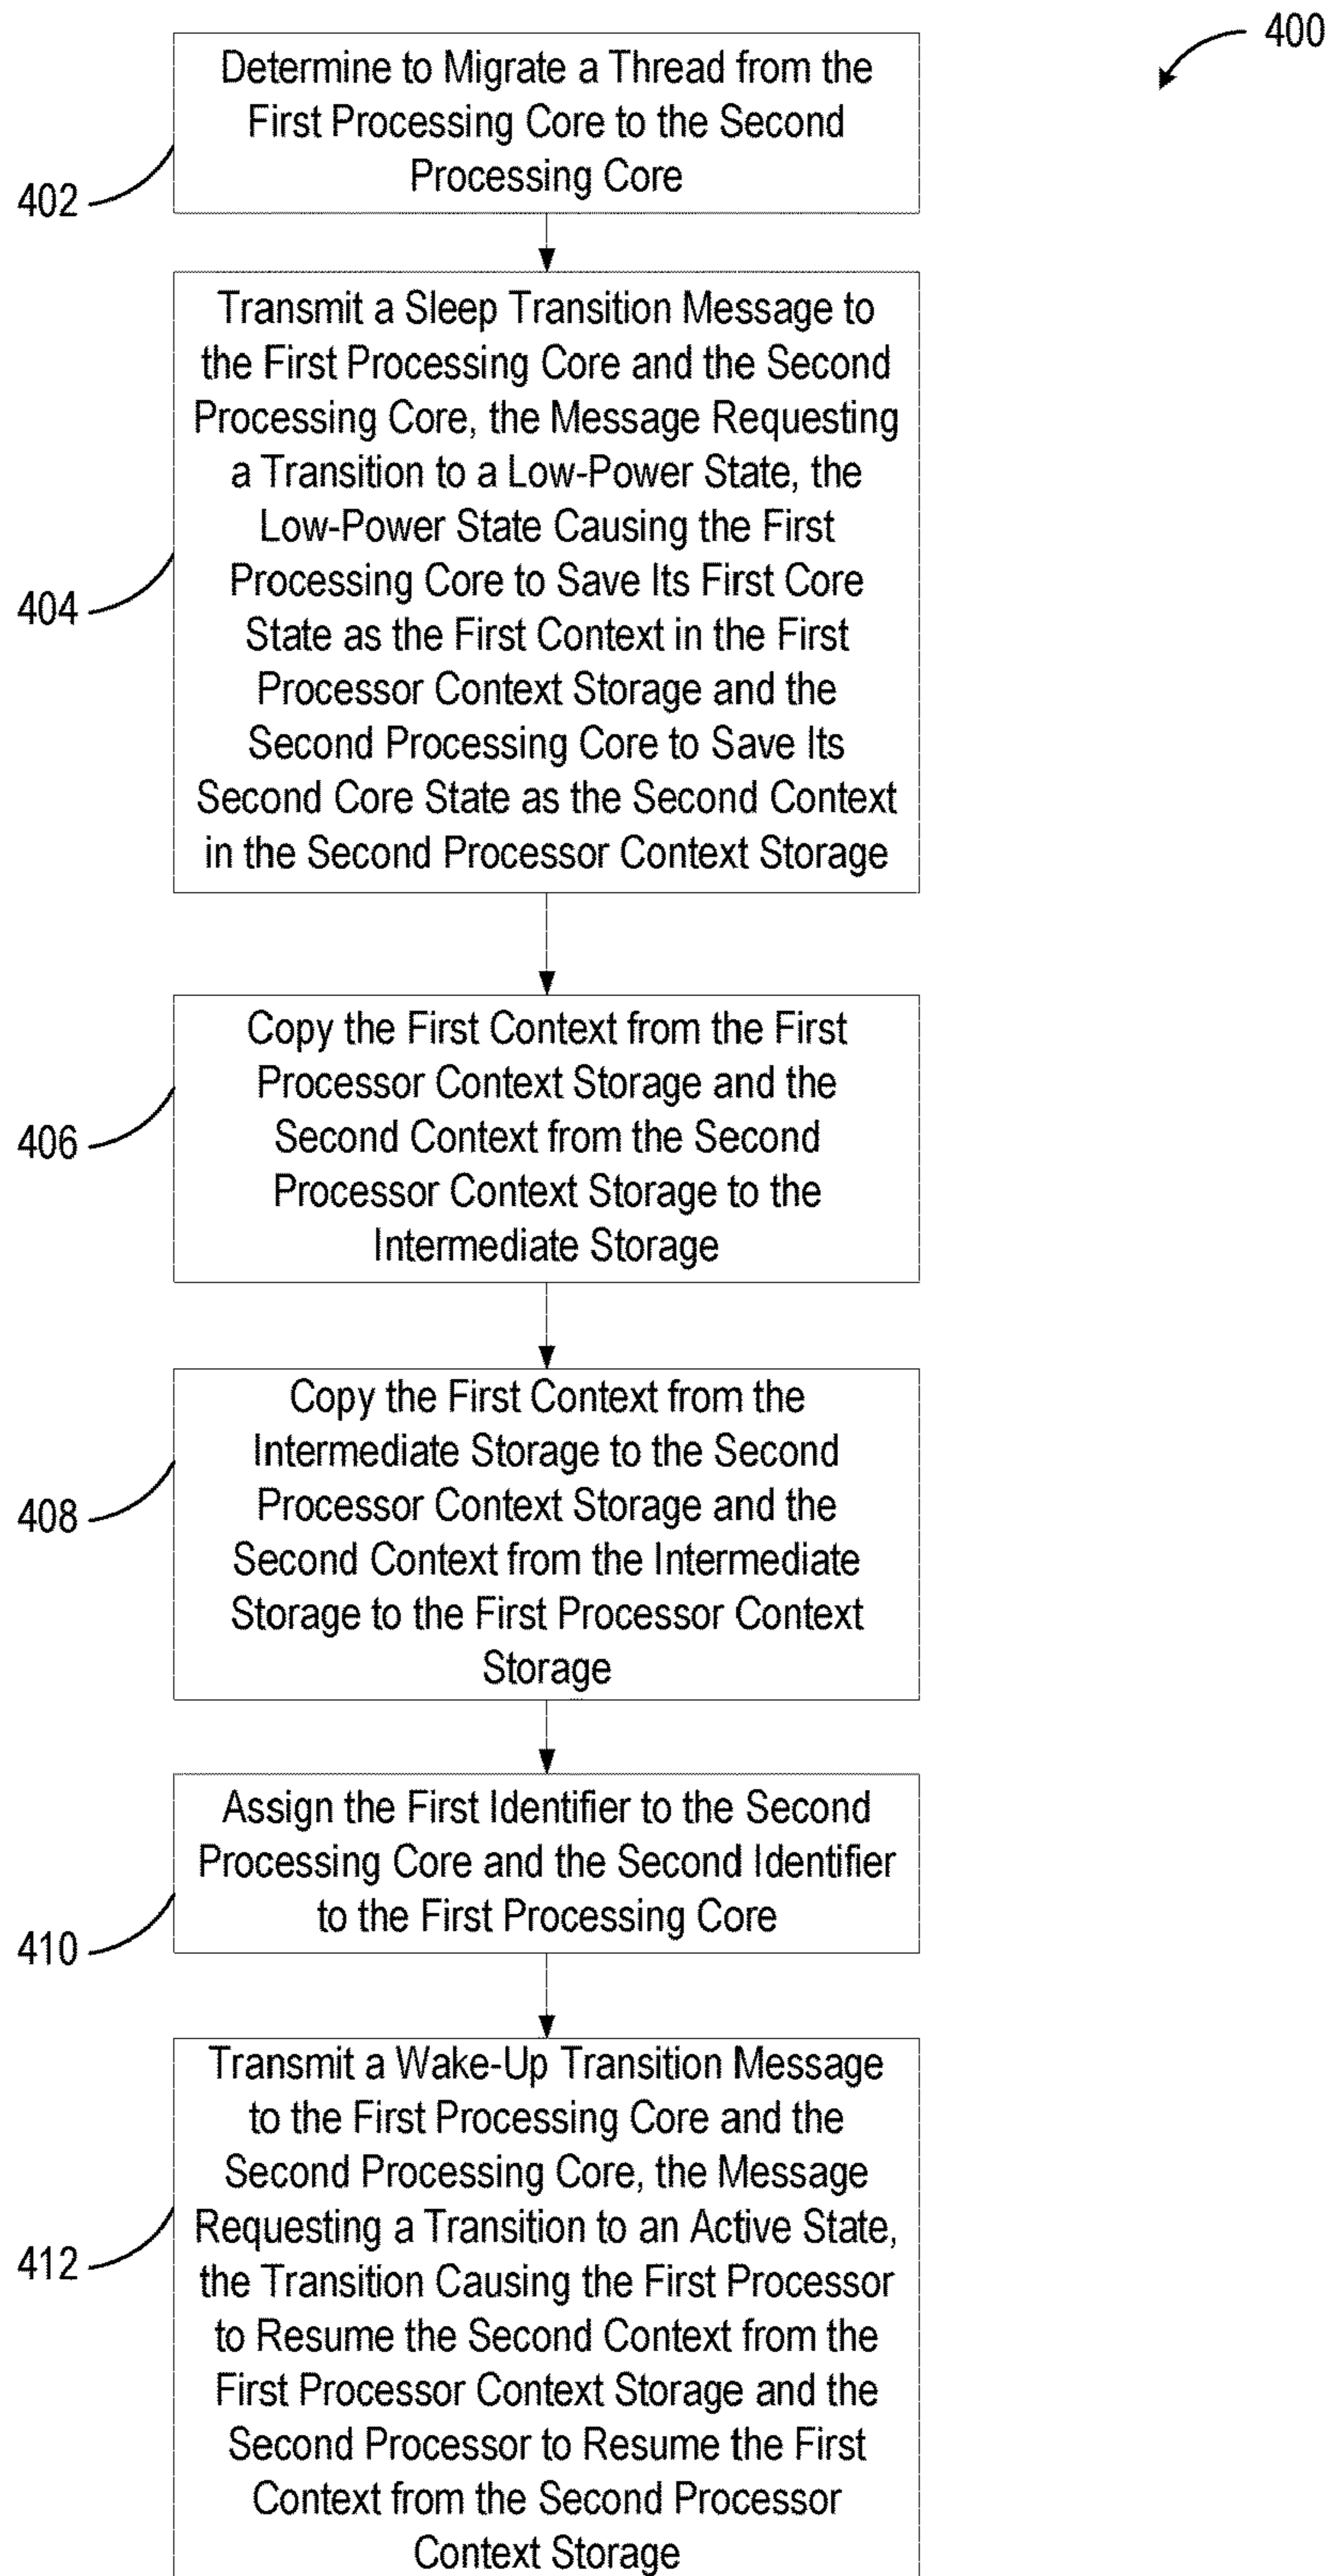 400
Determine to Migrate a Thread from the
First Processing Core to the Second
Processing Core
402
Transmit a Sleep Transition Message to
the First Processing Core and the Second
Processing Core, the Message Requesting
a Transition to a Low-Power State, the
Low-Power State Causing the First
Processing Core to Save Its First Core
State as the First Context in the First
Processor Context Storage and the
Second Processing Core to Save Its
Second Core State as the Second Context
in the Second Processor Context Storage
404
Copy the First Context from the First
Processor Context Storage and the
Second Context from the Second
Processor Context Storage to the
Intermediate Storage
406
Copy the First Context from the
Intermediate Storage to the Second
Processor Context Storage and the
Second Context from the Intermediate
Storage to the First Processor Context
Storage
408
Assign the First Identifier to the Second
Processing Core and the Second Identifier
to the First Processing Core
410
Transmit a Wake-Up Transition Message
to the First Processing Core and the
Second Processing Core, the Message
Requesting a Transition to an Active State,
the Transition Causing the First Processor
to Resume the Second Context from the
First Processor Context Storage and the
Second Processor to Resume the First
Context from the Second Processor
Context Storage
412